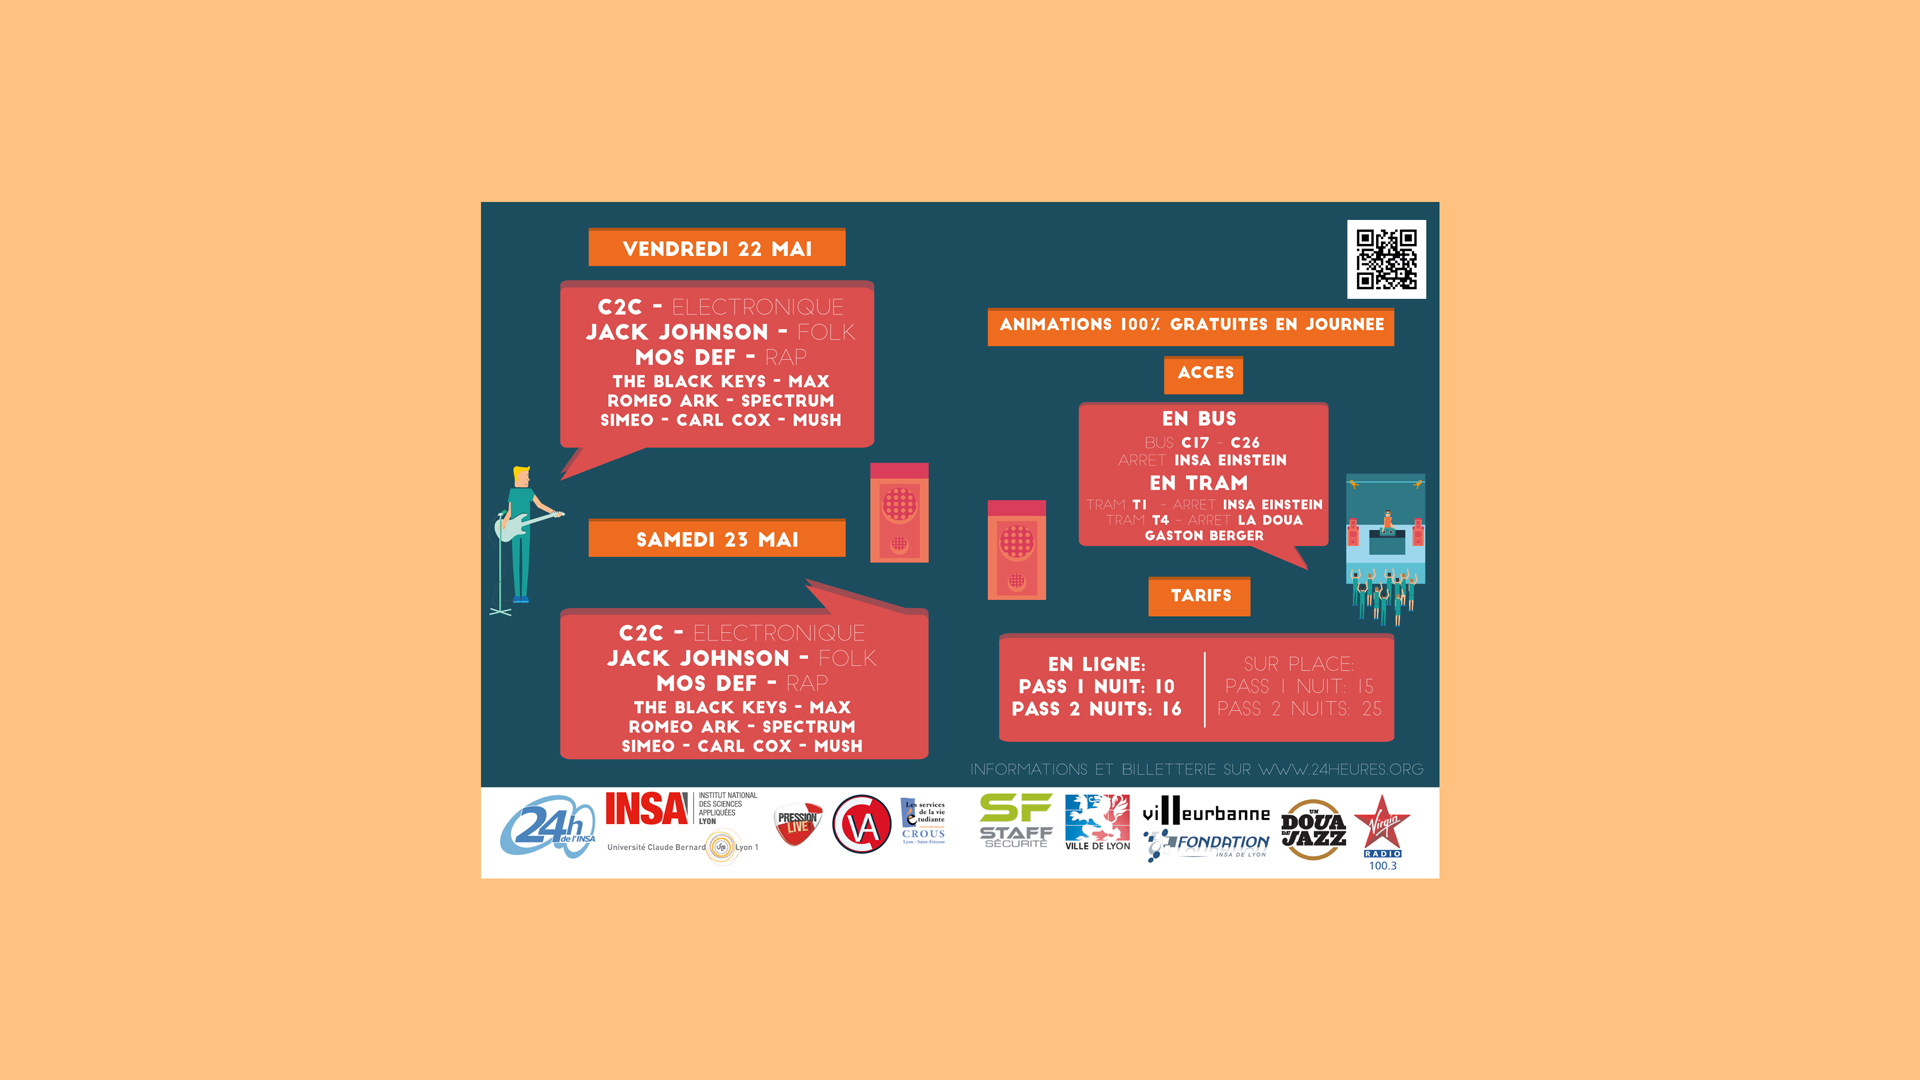 VENDREDI 22 MAI
C2C - ELECTRONIQUE
JACK JOHNSON - FOLK
MOS DEF - RAP
THE BLACK KEYS - MAX
ROMEO ARK - SPECTRUM
SIMEO - CARL COX - MUSH
SAMEDI 23 MAI
C2C - ELECTRONIQUE
JACK JOHNSON - FOLK
MOS DEF - RAP
THE BLACK KEYS - MAX
ROMEO ARK - SPECTRUM
SIMEO - CARL COX - MUSH
ANIMATIONS 100% GRATUITES EN JOURNEE
ACCES
EN BUS
BUS C17 - C26
ARRET INSA EINSTEIN
EN TRAM
TRAM T1 - ARRET INSA EINSTEIN
TRAM T4 - ARRET LA DOUA
GASTON BERGER
TARIFS
EN LIGNE:
PASS 1 NUIT: 10
PASS 2 NUITS: 16
SUR PLACE:
PASS 1 NUIT: 15
PASS 2 NUITS: 25
INFORMATIONS ET BILLETTERIE SUR WWW.24HEURES.ORG
24h
de l'INSA
INSA
INSTITUT NATIONAL
DES SCIENCES
APPLIQUÉES
LYON
Université Claude Bernard Lyon 1
PRESSION
LIVE
VA
Les services
de la vie
étudiante
CROUS
Lyon - Saint-Etienne
SF
STAFF
SÉCURITÉ
VILLE DE LYON
villeurbanne
FONDATION
INSA DE LYON
UN
DOUA
DE
JAZZ
Virgin
RADIO
100.3